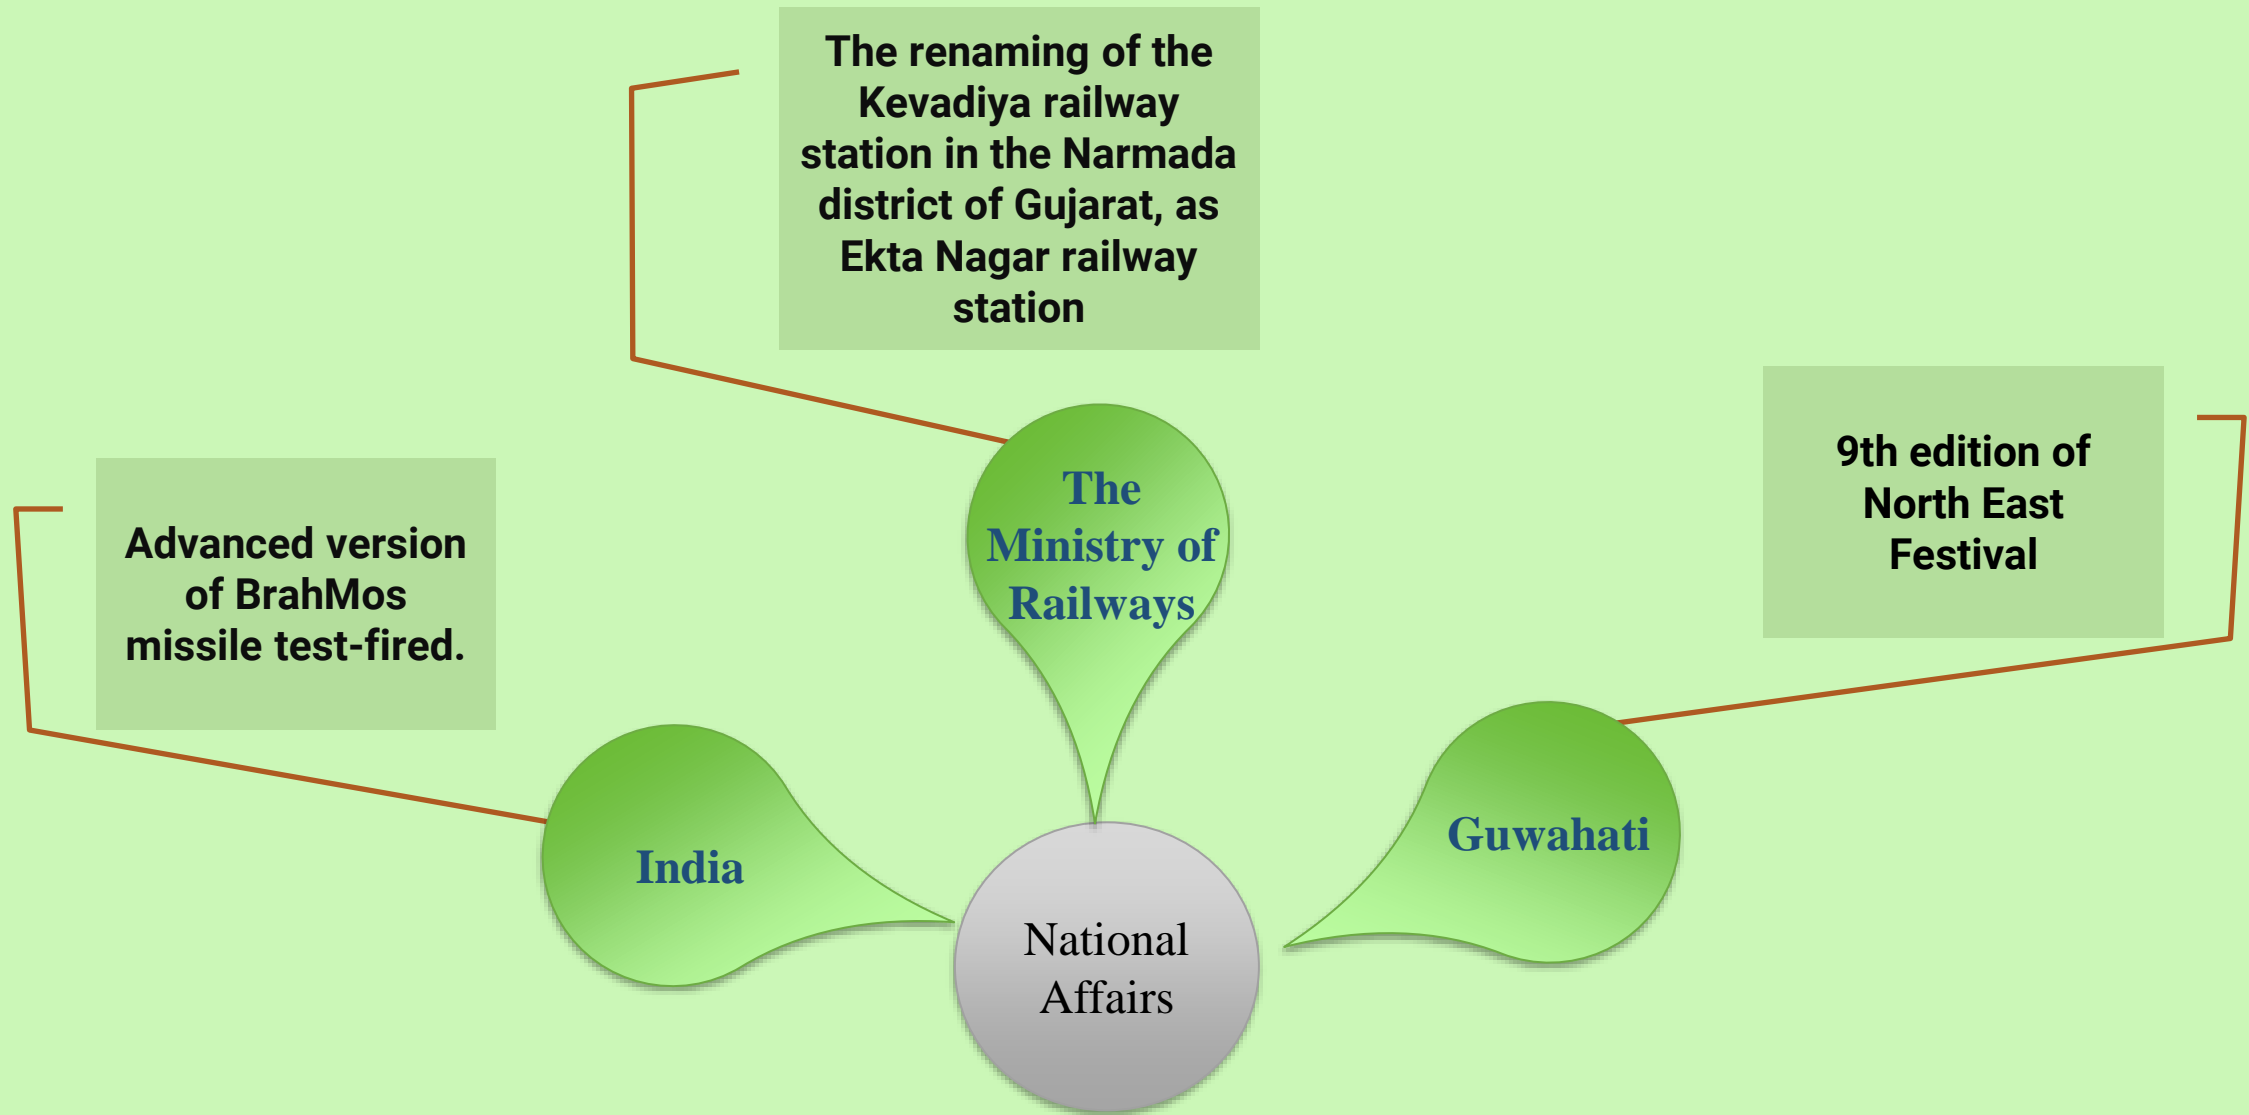 The renaming of the
Kevadiya railway
station in the Narmada
district of Gujarat, as
Ekta Nagar railway
station
Advanced version
of BrahMos
missile test-fired.
9th edition of
North East
Festival
The
Ministry of
Railways
India
Guwahati
National
Affairs